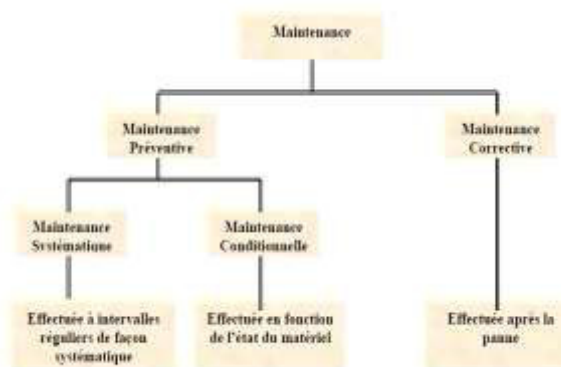 Maintenance
Maintenance
Préventive
Maintenance
Corrective
Maintenance
Systématique
Maintenance
Conditionnelle
Effectuée à intervalles
réguliers de façon
systématique
Effectuée en fonction
de l'état du matériel
Effectuée après la
panne